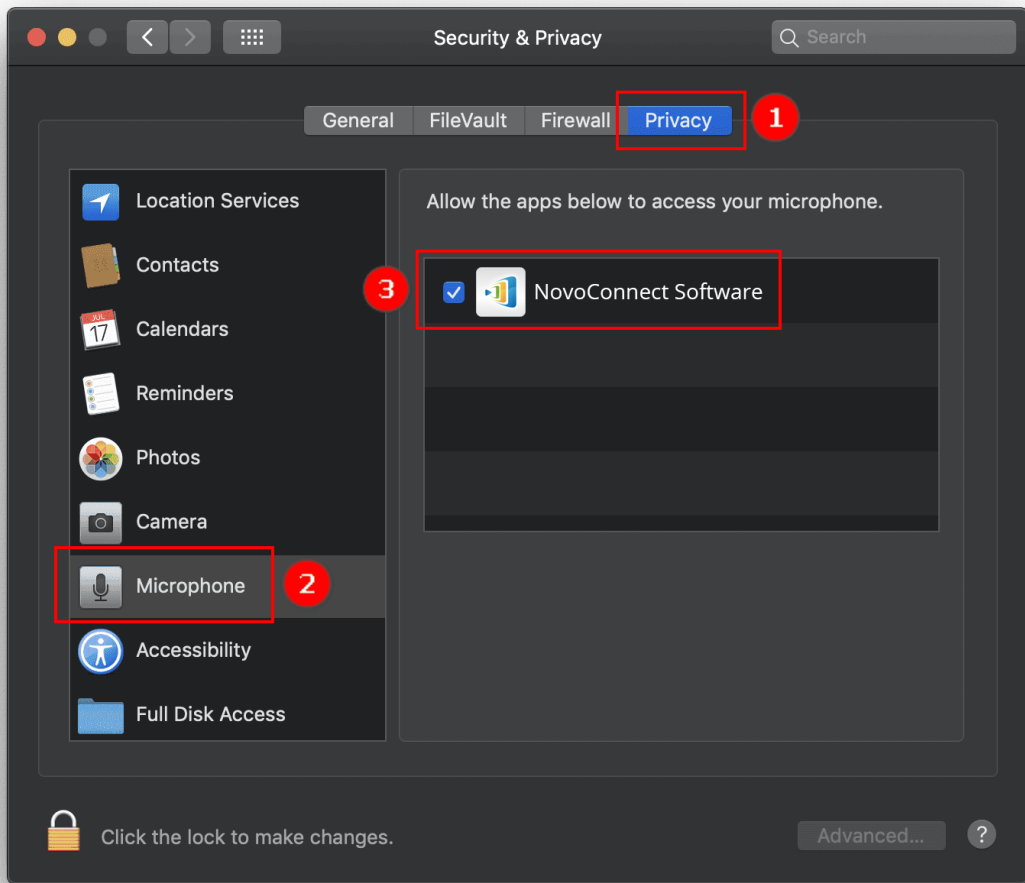 Security & Privacy
Search
General
FileVault
Firewall
Privacy
1
Location Services
Contacts
JUL
17
Calendars
Reminders
Photos
Camera
Microphone
2
Accessibility
Full Disk Access
Allow the apps below to access your microphone.
3
NovoConnect Software
Click the lock to make changes.
Advanced...
?